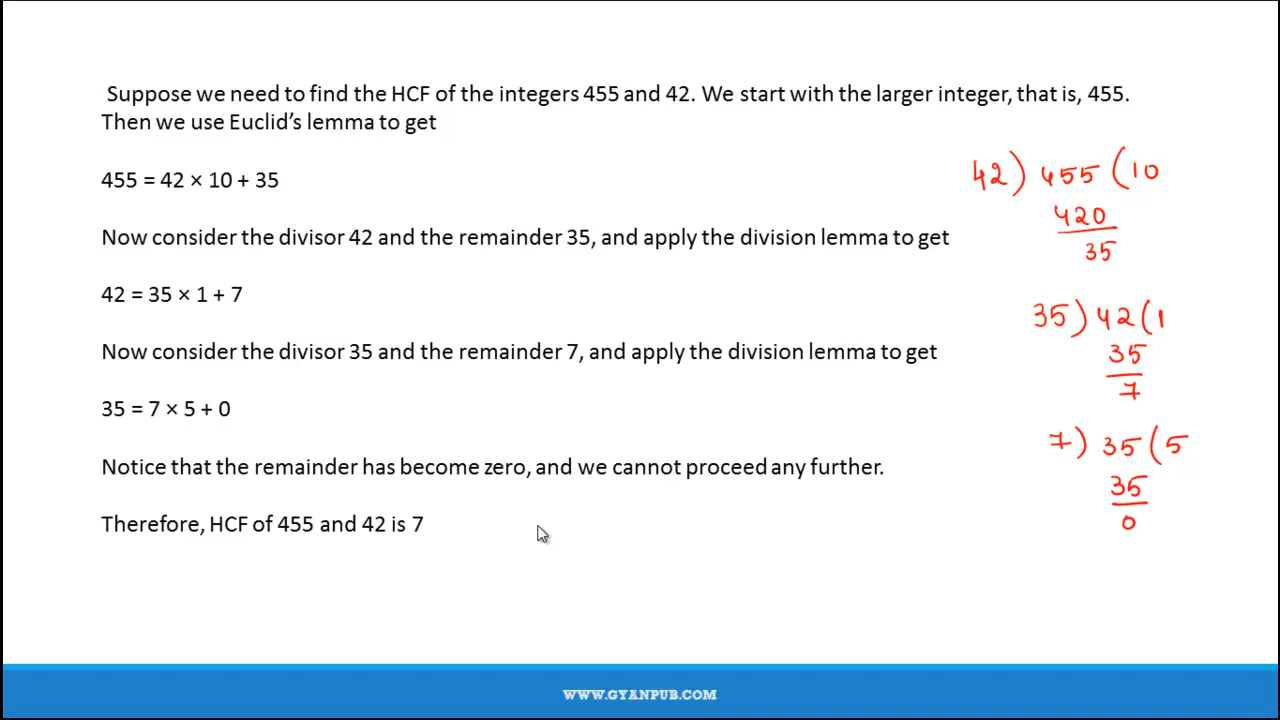 Suppose we need to find the HCF of the integers 455 and 42. We start with the larger integer, that is, 455.
Then we use Euclid's lemma to get
455 = 42 × 10 + 35
Now consider the divisor 42 and the remainder 35, and apply the division lemma to get
42 = 35 × 1 + 7
Now consider the divisor 35 and the remainder 7, and apply the division lemma to get
35 = 7 × 5 + 0
Notice that the remainder has become zero, and we cannot proceed any further.
Therefore, HCF of 455 and 42 is 7
42) 455 (10
420
35
35) 42 (1
35
7
7) 35 (5
35
0
WWW.GYANPUB.COM